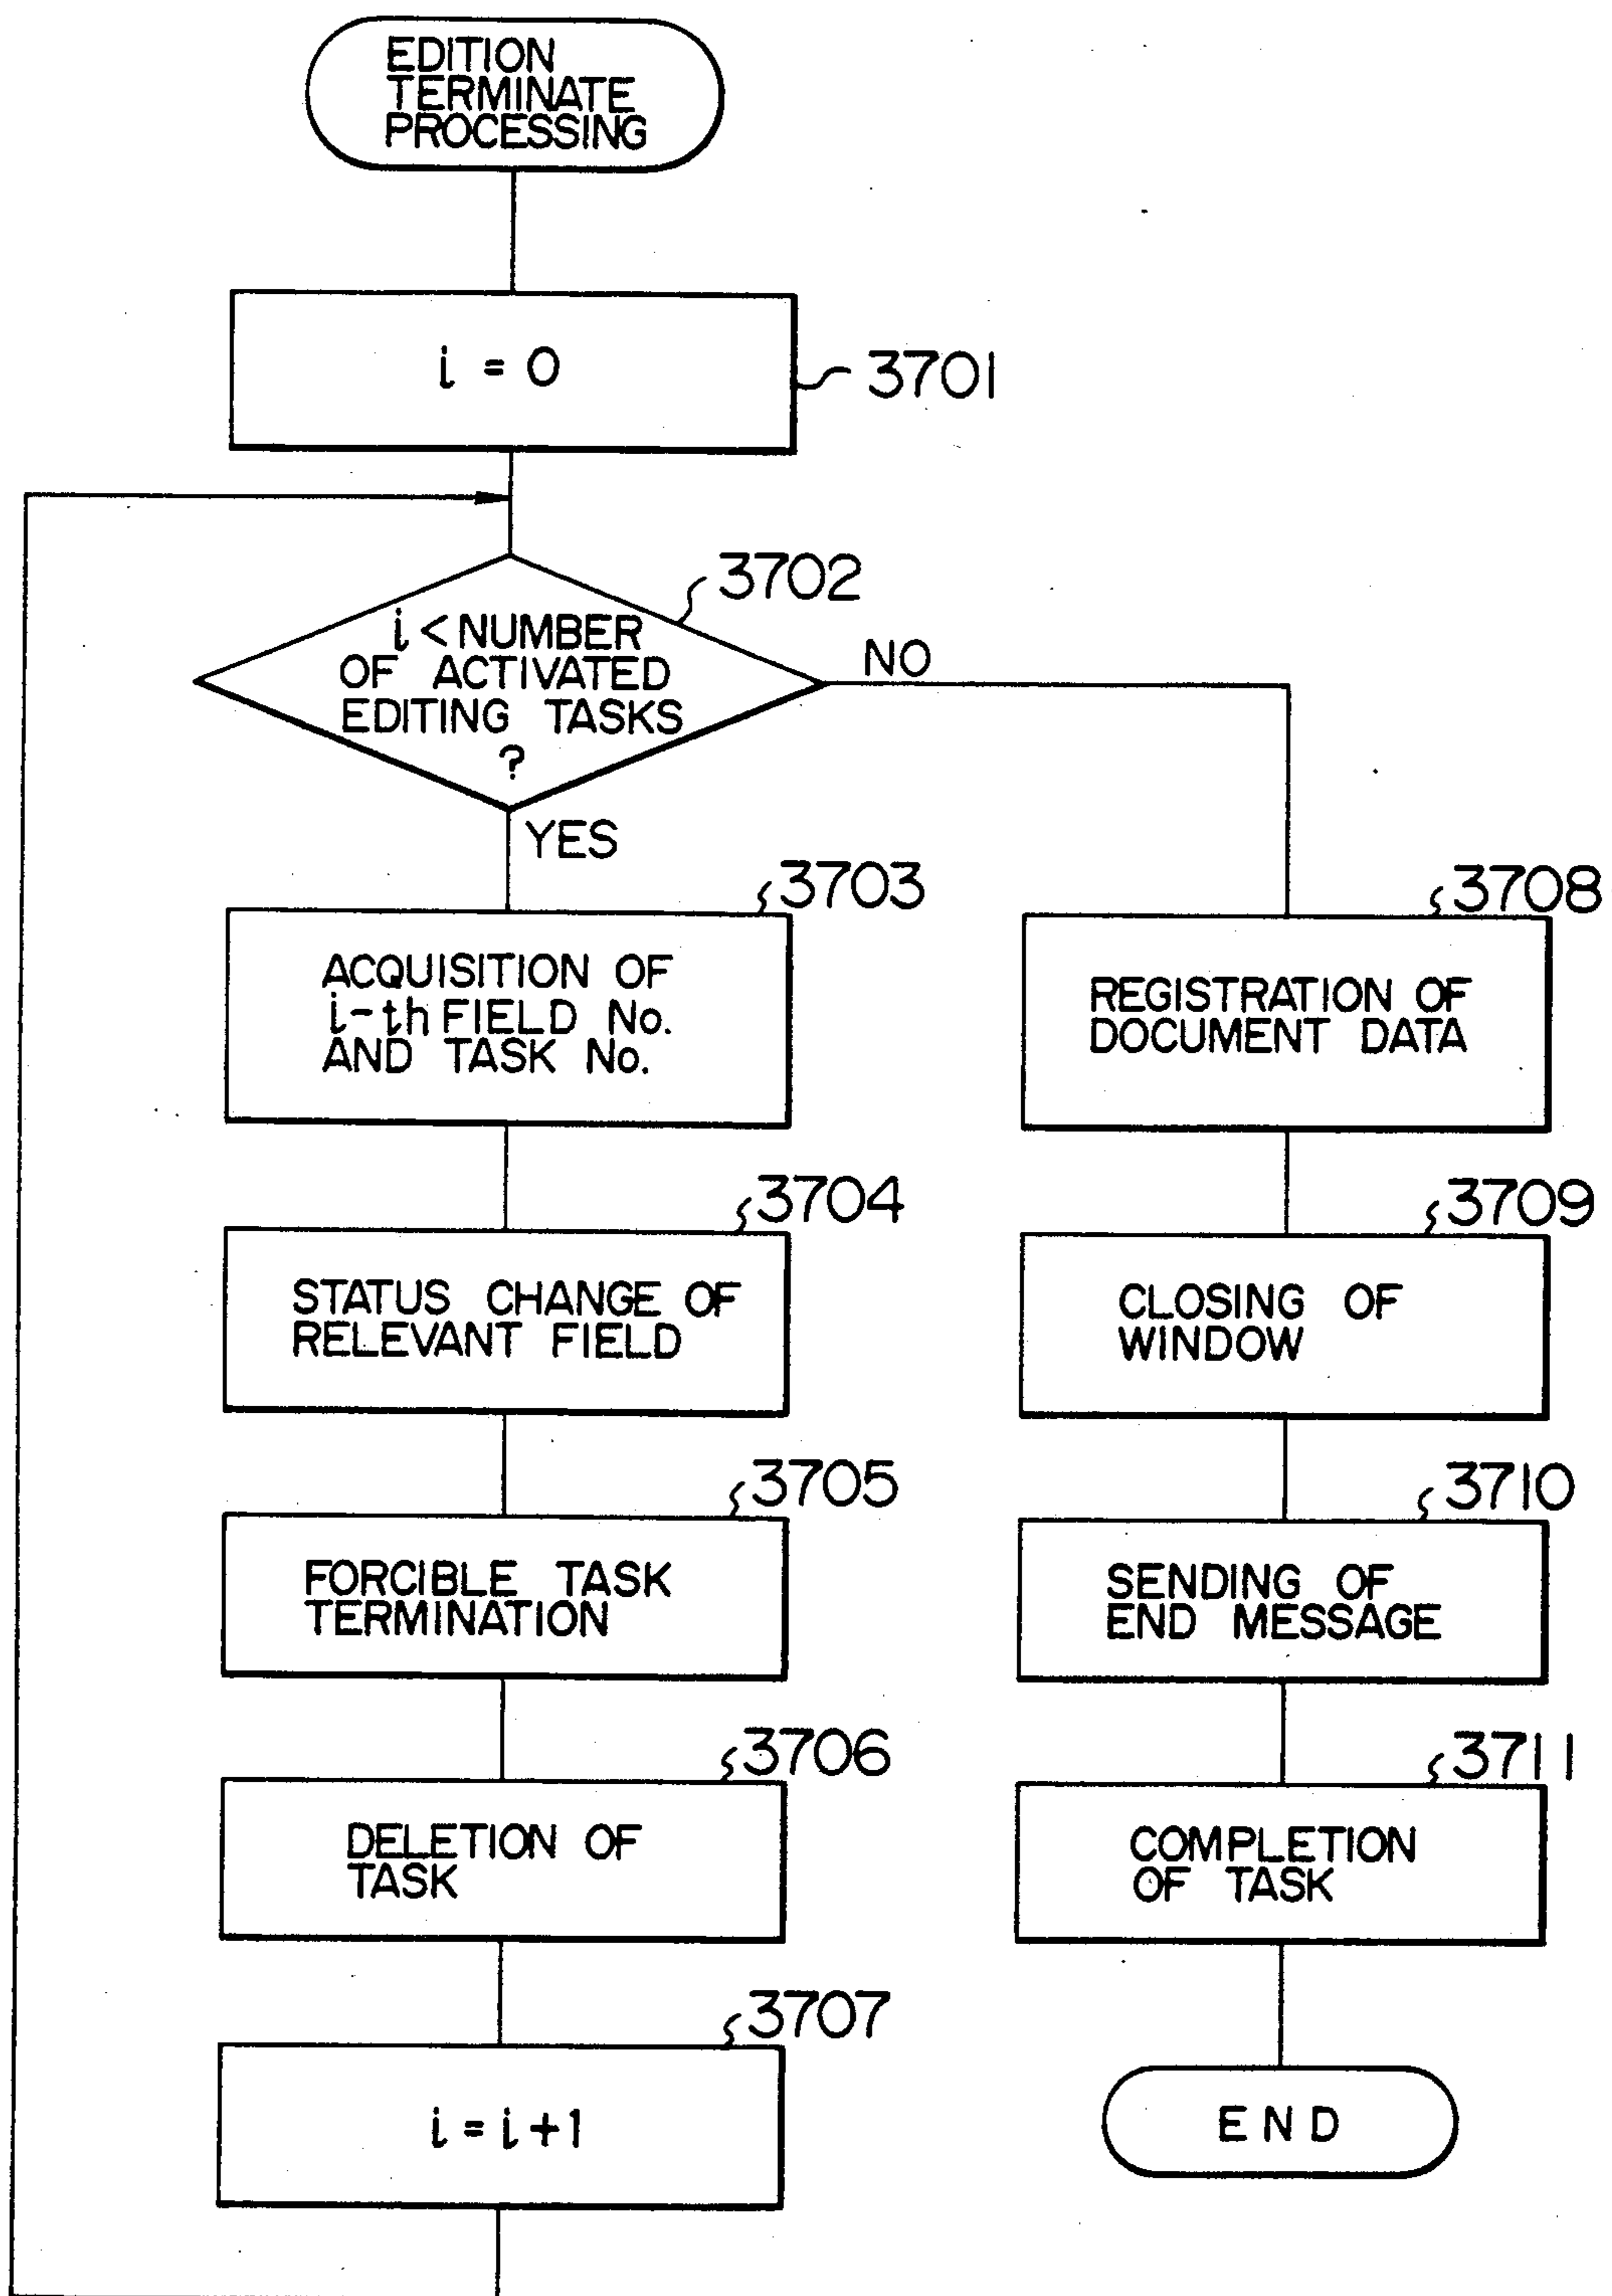 EDITION
TERMINATE
PROCESSING
i = 0
3701
3702
i < NUMBER
OF ACTIVATED
EDITING TASKS
?
NO
YES
3703
ACQUISITION OF
i-th FIELD No.
AND TASK No.
3704
STATUS CHANGE OF
RELEVANT FIELD
3705
FORCIBLE TASK
TERMINATION
3706
DELETION OF
TASK
3707
i = i + 1
3708
REGISTRATION OF
DOCUMENT DATA
3709
CLOSING OF
WINDOW
3710
SENDING OF
END MESSAGE
3711
COMPLETION
OF TASK
END